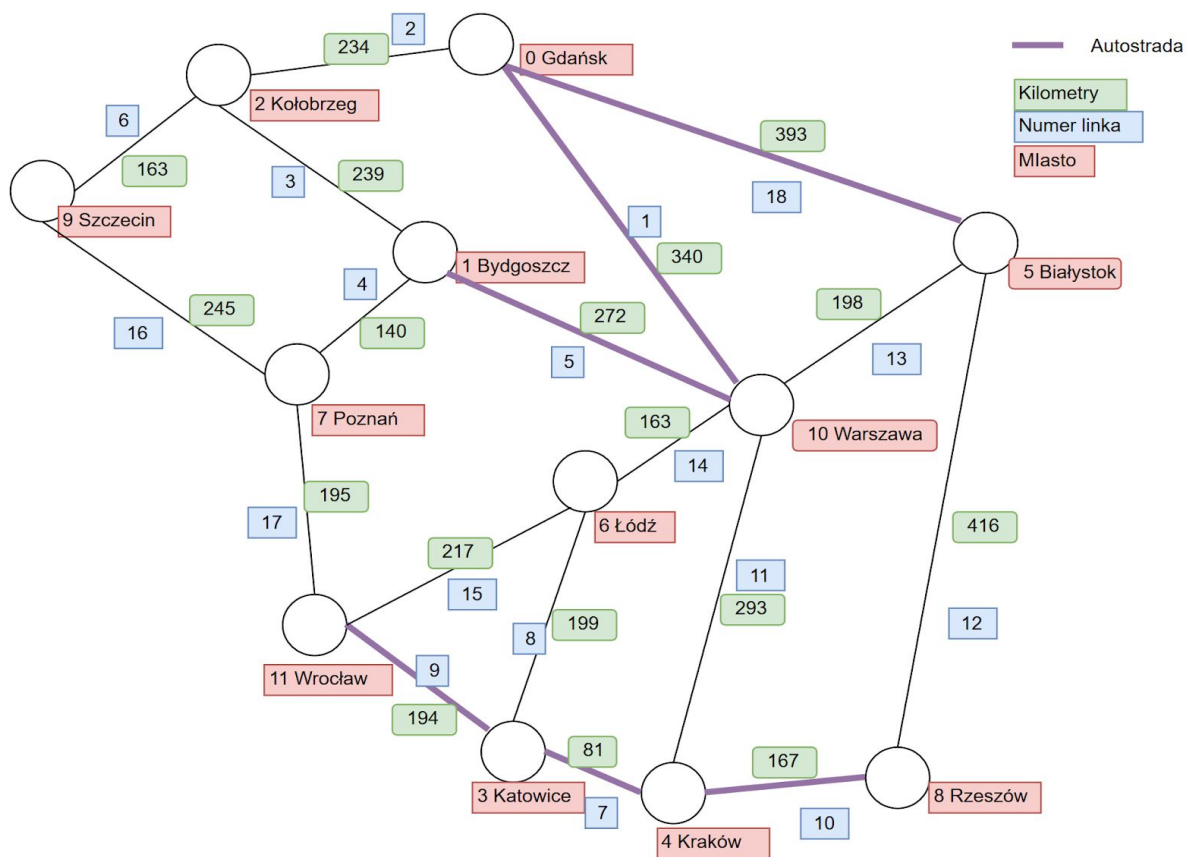 2
234
0 Gdańsk
Autostrada
2 Kołobrzeg
Kilometry
6
Numer linka
393
MIasto
163
3
239
18
9 Szczecin
1
340
1 Bydgoszcz
5 Białystok
4
245
272
198
16
140
5
13
7 Poznań
163
10 Warszawa
14
195
17
6 Łódź
416
217
11
15
293
199
8
12
11 Wrocław
9
194
81
167
3 Katowice
8 Rzeszów
7
10
4 Kraków